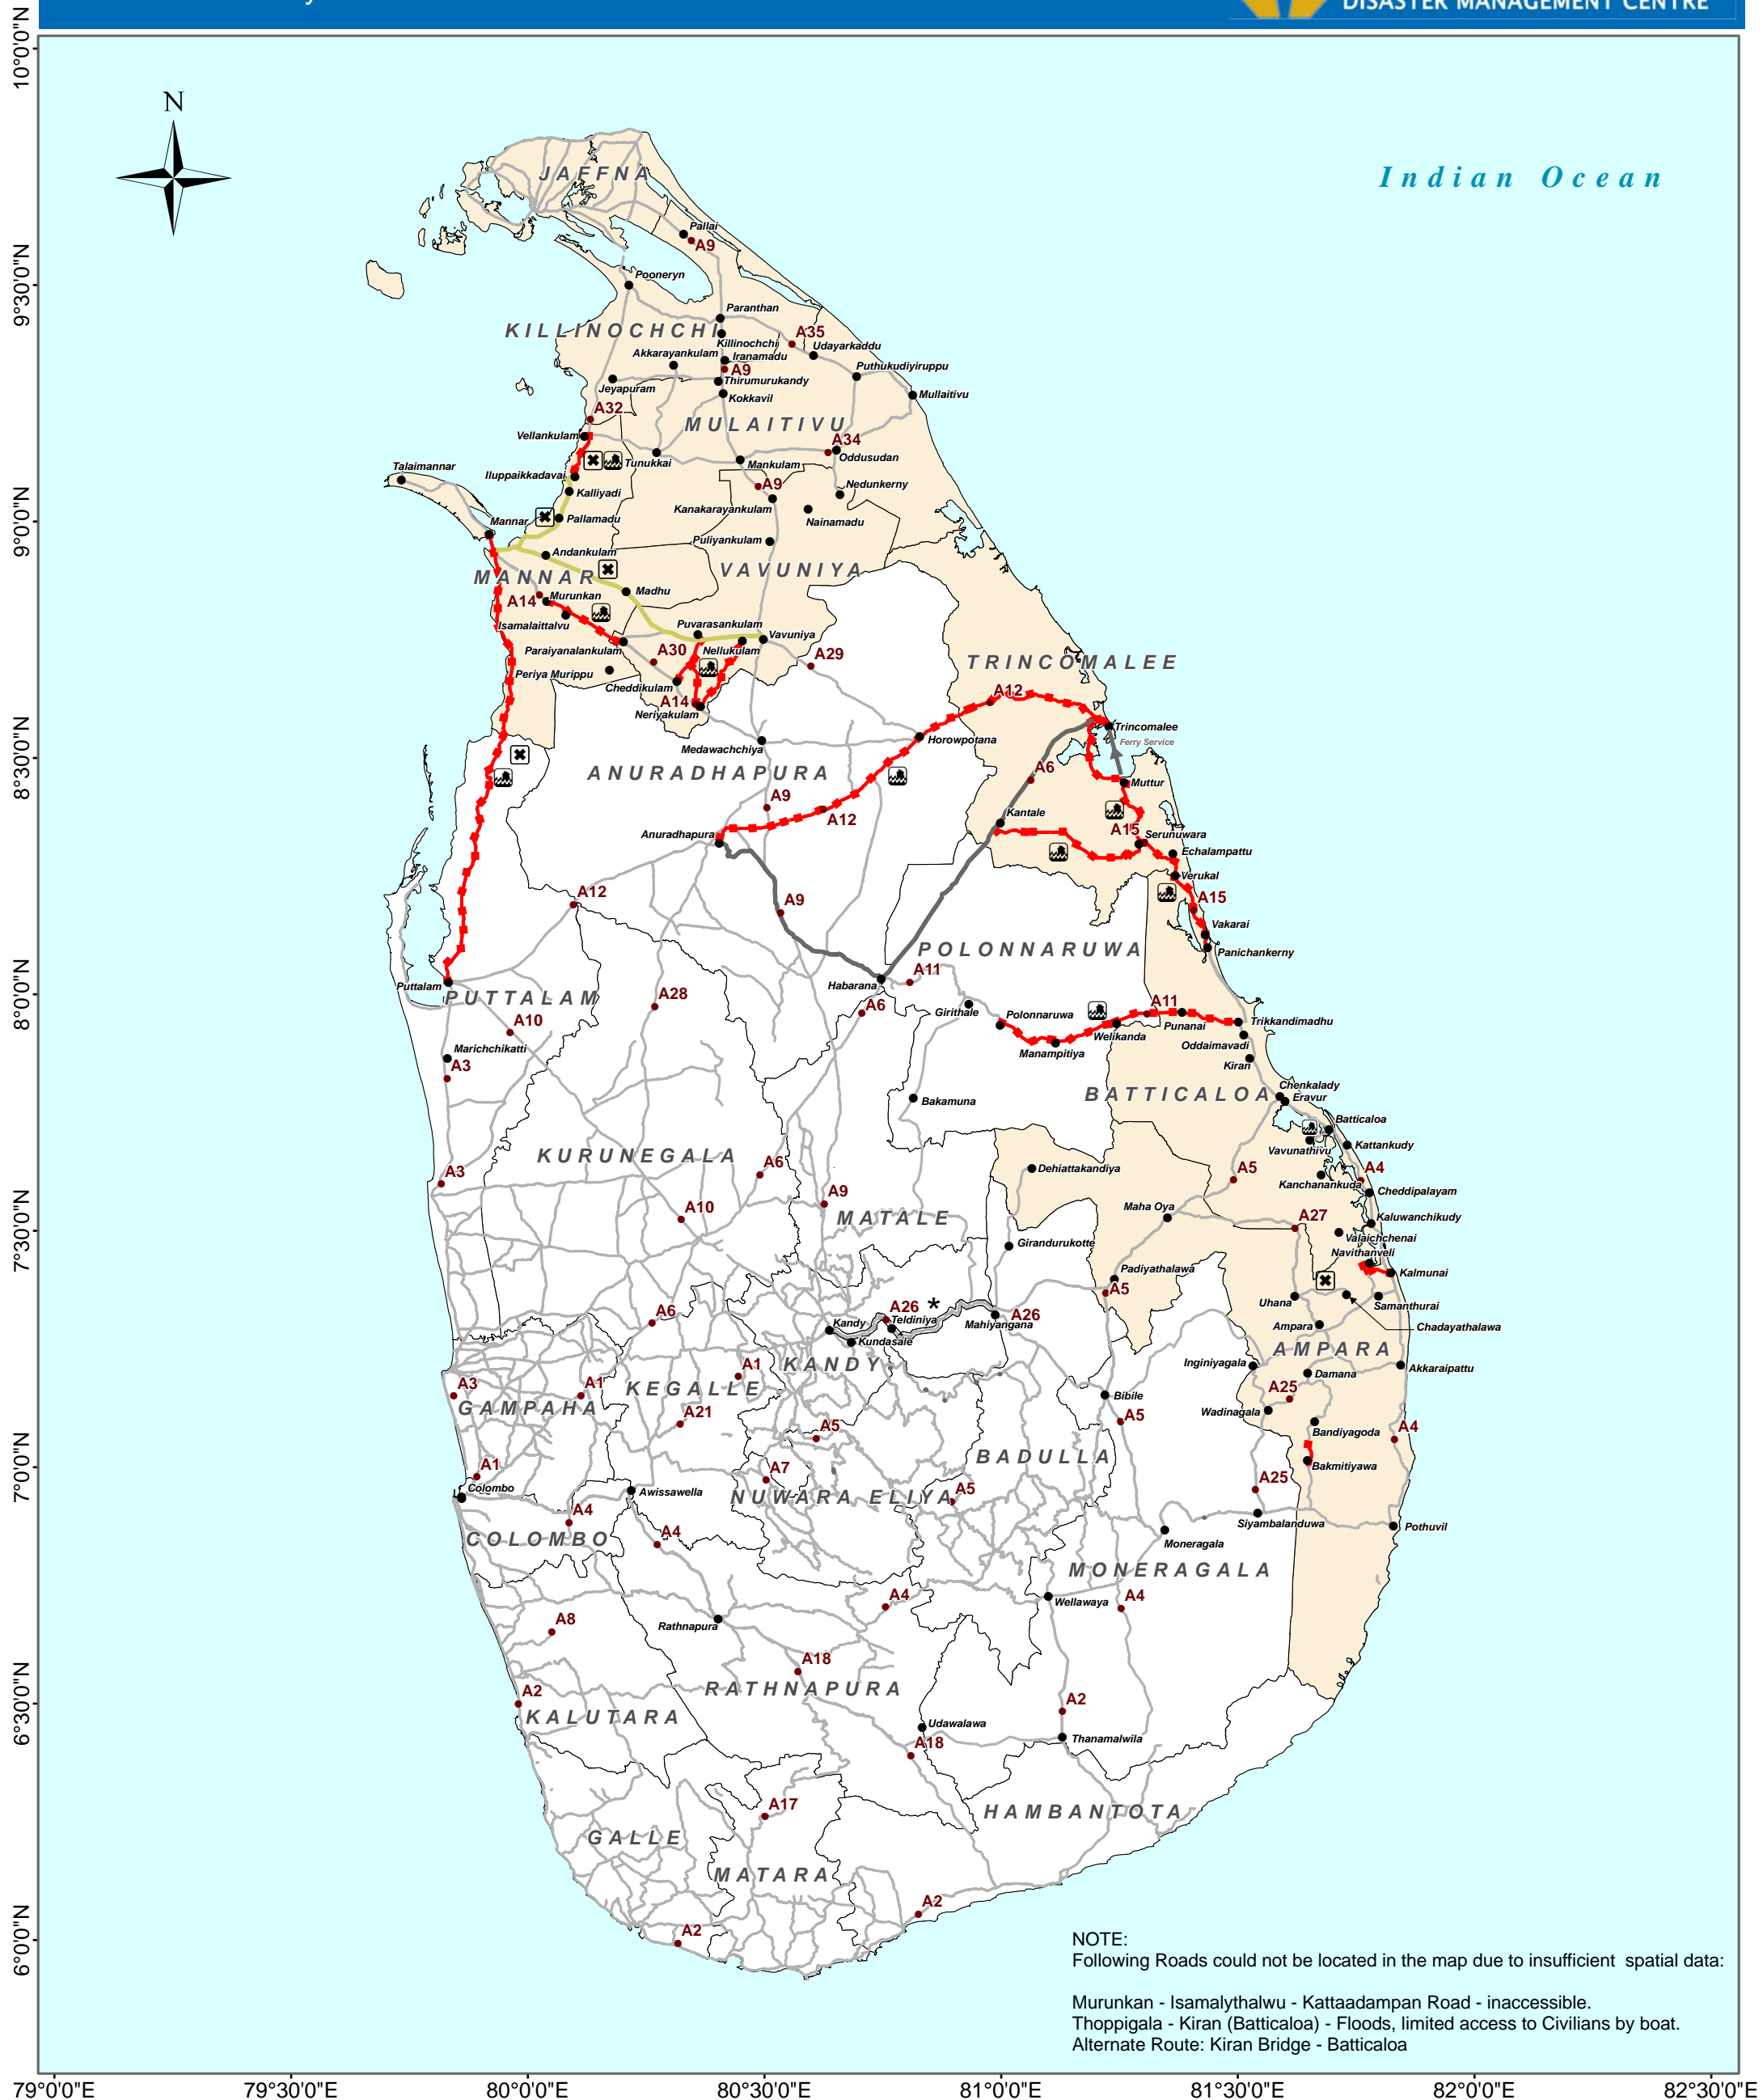 DISASTER MANAGEMENT CENTRE
10°0'0"N
9°30'0"N
9°0'0"N
8°30'0"N
8°0'0"N
7°30'0"N
7°0'0"N
6°30'0"N
6°0'0"N
N
Indian Ocean
JAFFNA
Pallai
A9
Pooneryn
Paranthan
KILLINOCHCHI
A35
Killinochchi
Udayarkaddu
Akkarayankulam
Iranamadu
A9
Puthukudiyiruppu
Thirumurukandy
Jeyapuram
Kokkavil
Mullaitivu
A32
MULAITIVU
Vellankulam
A34
Tunukkai
Mankulam
Oddusudan
Talaimannar
Iluppaikkadavai
A9
Nedunkerny
Kalliyadi
Kanakarayankulam
Nainamadu
Mannar
Pallamadu
Puliyankulam
Andankulam
VAVUNIYA
MANNAR
Madhu
A14
Murunkan
Isamalaittalvu
Puvarasankulam
Vavuniya
Paraiyanalankulam
A30
Nellukulam
A29
Periya Murippu
Cheddikulam
A14
Neriyakulam
TRINCOMALEE
A12
Trincomalee
Ferry Service
Medawachchiya
Horowpotana
ANURADHAPURA
A6
Muttur
A9
A12
Kantale
A15
Anuradhapura
Serunuwara
Echalampattu
Verukal
A12
A9
A15
Vakarai
POLONNARUWA
Panichankerny
Puttalam
PUTTALAM
Habarana
A11
A28
A6
Girithale
Polonnaruwa
A11
Trikkandimadhu
A10
Welikanda
Punanai
Manampitiya
Oddaimavadi
Marichchikatti
Kiran
A3
BATTICALOA
Chenkalady
Eravur
Bakamuna
Batticaloa
Kattankudy
Vavunathivu
KURUNEGALA
A6
Dehiattakandiya
A5
A4
A3
Kanchanankuda
Cheddipalayam
A9
A10
MATALE
Maha Oya
A27
Kaluwanchikudy
Valaichchenai
Girandurukotte
Navithanveli
Padiyathalawa
Kalmunai
A5
Uhana
Samanthurai
A6
A26
*
Teldiniya
Kandy
Mahiyangana
A26
Kundasale
Ampara
Chadayathalawa
KANDY
AMPARA
A1
Inginiyagala
Akkaraipattu
A3
A1
KEGALLE
Damana
GAMPAHA
A25
Bibile
Wadinagala
A21
A5
A5
Bandiyagoda
A4
A1
A7
BADULLA
Bakmitiyawa
Colombo
Awissawella
NUWARA ELIYA
A5
A25
A4
Siyambalanduwa
Pothuvil
COLOMBO
A4
Moneragala
MONERAGALA
A4
Wellawaya
A4
A8
Rathnapura
A18
RATHNAPURA
A2
A2
KALUTARA
Udawalawa
Thanamalwila
A18
A17
HAMBANTOTA
GALLE
MATARA
A2
A2
NOTE:
Following Roads could not be located in the map due to insufficient spatial data:
Murunkan - Isamalythalwu - Kattaadampan Road - inaccessible.
Thoppigala - Kiran (Batticaloa) - Floods, limited access to Civilians by boat.
Alternate Route: Kiran Bridge - Batticaloa
79°0'0"E
79°30'0"E
80°0'0"E
80°30'0"E
81°0'0"E
81°30'0"E
82°0'0"E
82°30'0"E